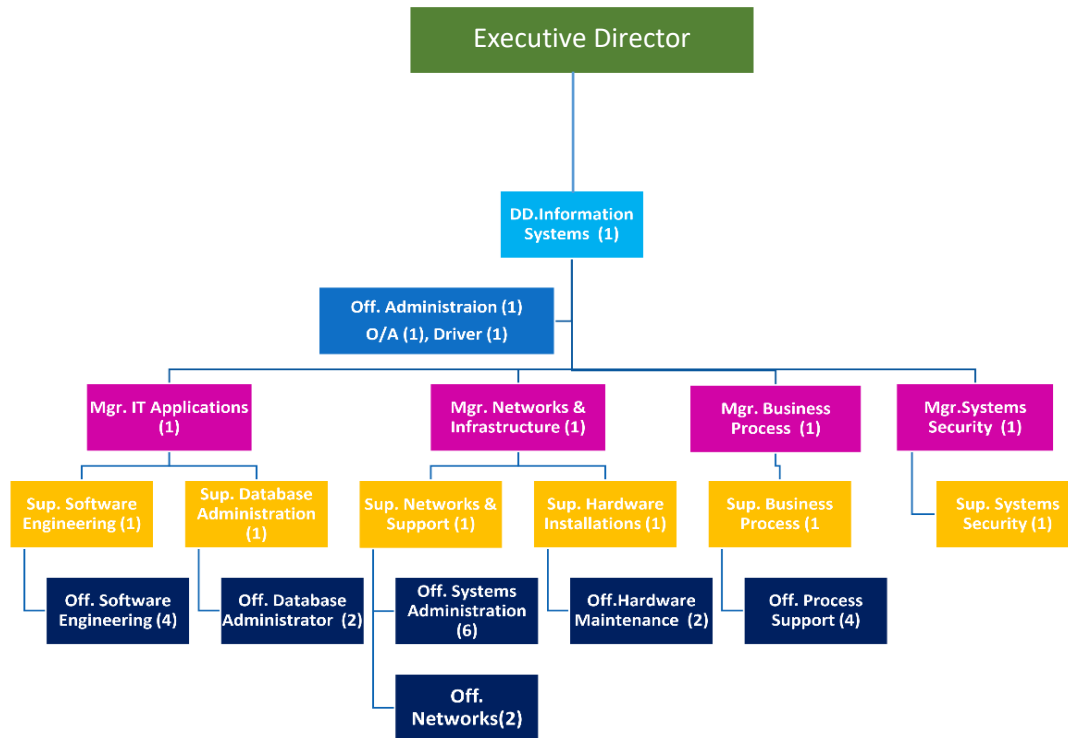 Executive Director
DD.Information
Systems (1)
Off. Administraion (1)
O/A (1), Driver (1)
Mgr. IT Applications
(1)
Mgr. Networks &
Infrastructure (1)
Mgr. Business
Process (1)
Mgr.Systems
Security (1)
Sup. Software
Engineering (1)
Sup. Database
Administration
(1)
Sup. Networks &
Support (1)
Sup. Hardware
Installations (1)
Sup. Business
Process (1
Sup. Systems
Security (1)
Off. Software
Engineering (4)
Off. Database
Administrator (2)
Off. Systems
Administration
(6)
Off.Hardware
Maintenance (2)
Off. Process
Support (4)
Off.
Networks(2)